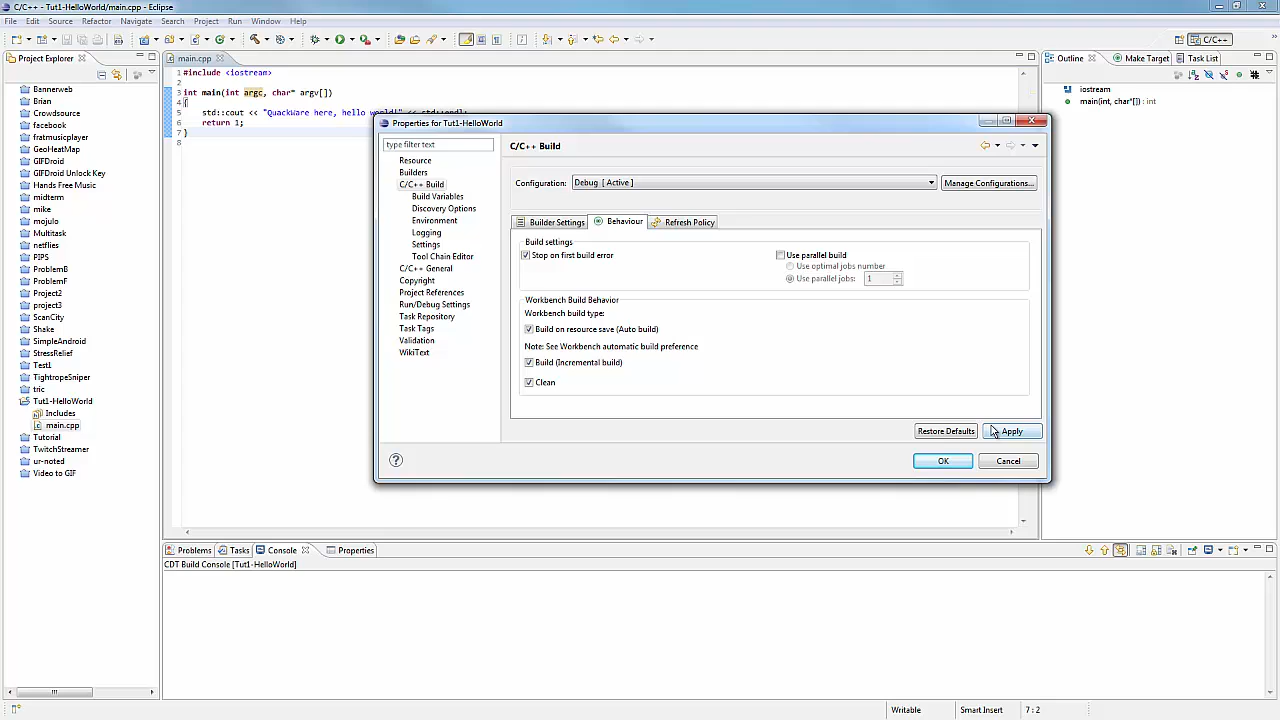 C/C++ - Tut1-HelloWorld/main.cpp - Eclipse
File Edit Source Refactor Navigate Search Project Run Window Help
C/C++
Project Explorer
Bannerweb
Brian
Crowdsource
facebook
fratmusicplayer
GeoHeatMap
GIFDroid
GIFDroid Unlock Key
Hands Free Music
midterm
mike
mojulo
Multitask
netflies
PIPS
ProblemB
ProblemF
Project2
project3
ScanCity
Shake
SimpleAndroid
StressRelief
Test1
TightropeSniper
tric
Tut1-HelloWorld
Includes
main.cpp
Tutorial
TwitchStreamer
ur-noted
Video to GIF
main.cpp
1 #include <iostream>
2
3 int main(int argc, char* argv[])
4 {
5 std::cout << "QuackWare here, hello world!" << std::endl;
6 return 1;
7 }
8
Properties for Tut1-HelloWorld
type filter text
Resource
Builders
C/C++ Build
Build Variables
Discovery Options
Environment
Logging
Settings
Tool Chain Editor
C/C++ General
Copyright
Project References
Run/Debug Settings
Task Repository
Task Tags
Validation
WikiText
C/C++ Build
Configuration: Debug [ Active ] Manage Configurations...
Builder Settings Behaviour Refresh Policy
Build settings
Stop on first build error Use parallel build
Use optimal jobs number
Use parallel jobs: 1
Workbench Build Behavior
Workbench build type:
Build on resource save (Auto build)
Note: See Workbench automatic build preference
Build (Incremental build)
Clean
Restore Defaults Apply
OK Cancel
Outline Make Target Task List
iostream
main(int, char*[]) : int
Problems Tasks Console Properties
CDT Build Console [Tut1-HelloWorld]
Writable Smart Insert 7 : 2